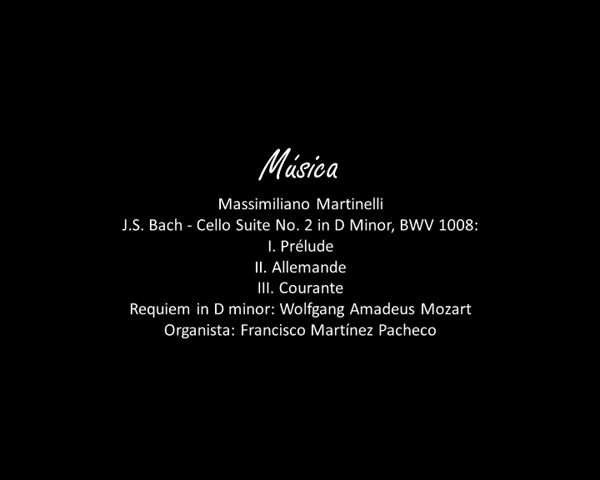 Música
Massimiliano Martinelli
J.S. Bach - Cello Suite No. 2 in D Minor, BWV 1008:
I. Prélude
II. Allemande
III. Courante
Requiem in D minor: Wolfgang Amadeus Mozart
Organista: Francisco Martínez Pacheco